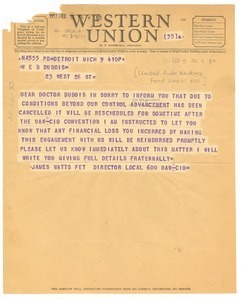 WESTERN
UNION
NA555 PD=DETROIT MICH 9 410P
W E B DUBOIS=
23 WEST 26 ST=
DEAR DOCTOR DUBOIS IM SORRY TO INFORM YOU THAT DUE TO
CONDITIONS BEYOND OUR CONTROL ADVANCEMENT HAS BEEN
CANCELLED IT WILL BE RESCHEDULED FOR SOMETIME AFTER
THE UAW-CIO CONVENTION I AM INSTRUCTED TO LET YOU
KNOW THAT ANY FINANCIAL LOSS YOU INCURRED BY MAKING
THIS ENGAGEMENT WITH US WILL BE REIMBURSED PROMPTLY
PLEASE LET US KNOW IMMEDIATELY ABOUT THIS MATTER I WILL
WRITE YOU GIVING FULL DETAILS FRATERNALLY=
JAMES WATTS FET DIRECTOR LOCAL 600 UAW-CIO=